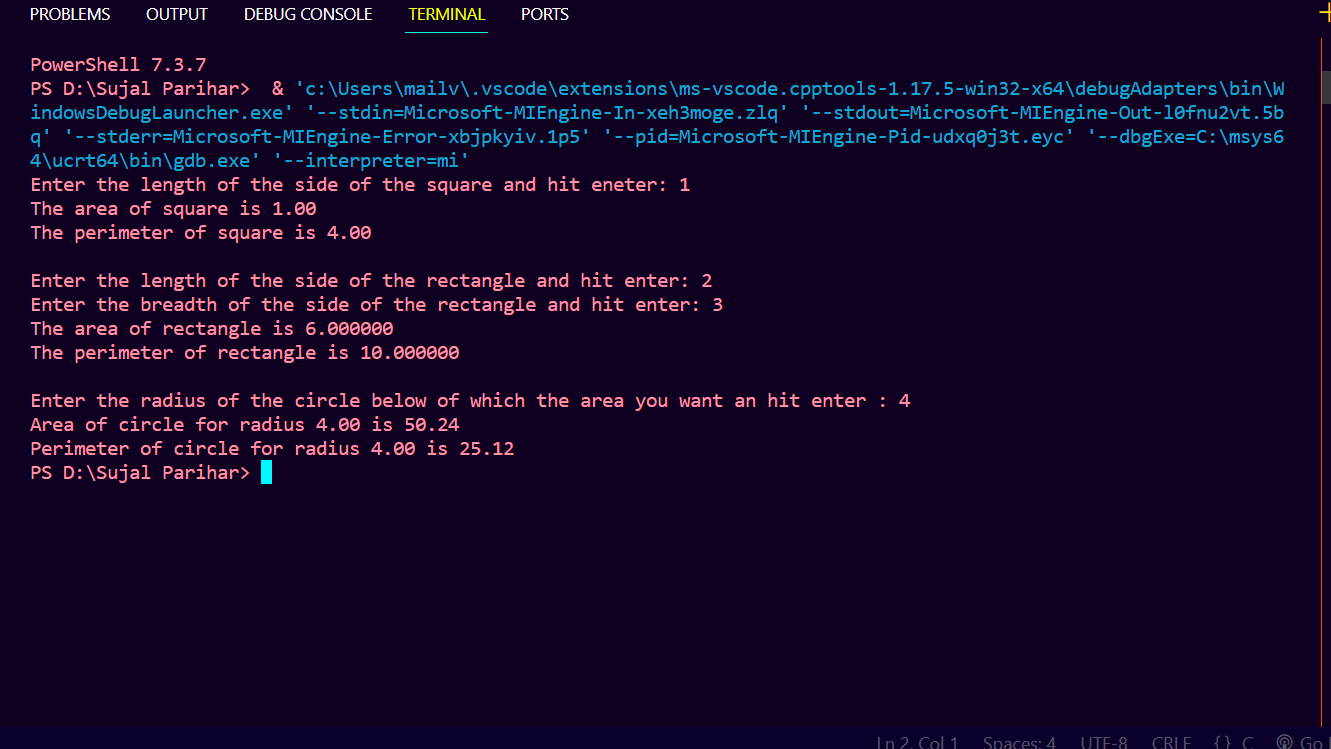 PROBLEMS OUTPUT DEBUG CONSOLE TERMINAL PORTS
PowerShell 7.3.7
PS D:\Sujal Parihar>  & 'c:\Users\mailv\.vscode\extensions\ms-vscode.cpptools-1.17.5-win32-x64\debugAdapters\bin\W
indowsDebugLauncher.exe' '--stdin=Microsoft-MIEngine-In-xeh3moge.zlq' '--stdout=Microsoft-MIEngine-Out-l0fnu2vt.5b
q' '--stderr=Microsoft-MIEngine-Error-xbjpkyiv.1p5' '--pid=Microsoft-MIEngine-Pid-udxq0j3t.eyc' '--dbgExe=C:\msys6
4\ucrt64\bin\gdb.exe' '--interpreter=mi'
Enter the length of the side of the square and hit eneter: 1
The area of square is 1.00
The perimeter of square is 4.00
Enter the length of the side of the rectangle and hit enter: 2
Enter the breadth of the side of the rectangle and hit enter: 3
The area of rectangle is 6.000000
The perimeter of rectangle is 10.000000
Enter the radius of the circle below of which the area you want an hit enter : 4
Area of circle for radius 4.00 is 50.24
Perimeter of circle for radius 4.00 is 25.12
PS D:\Sujal Parihar>
Ln 2, Col 1 Spaces: 4 UTF-8 CRLF {} C Go